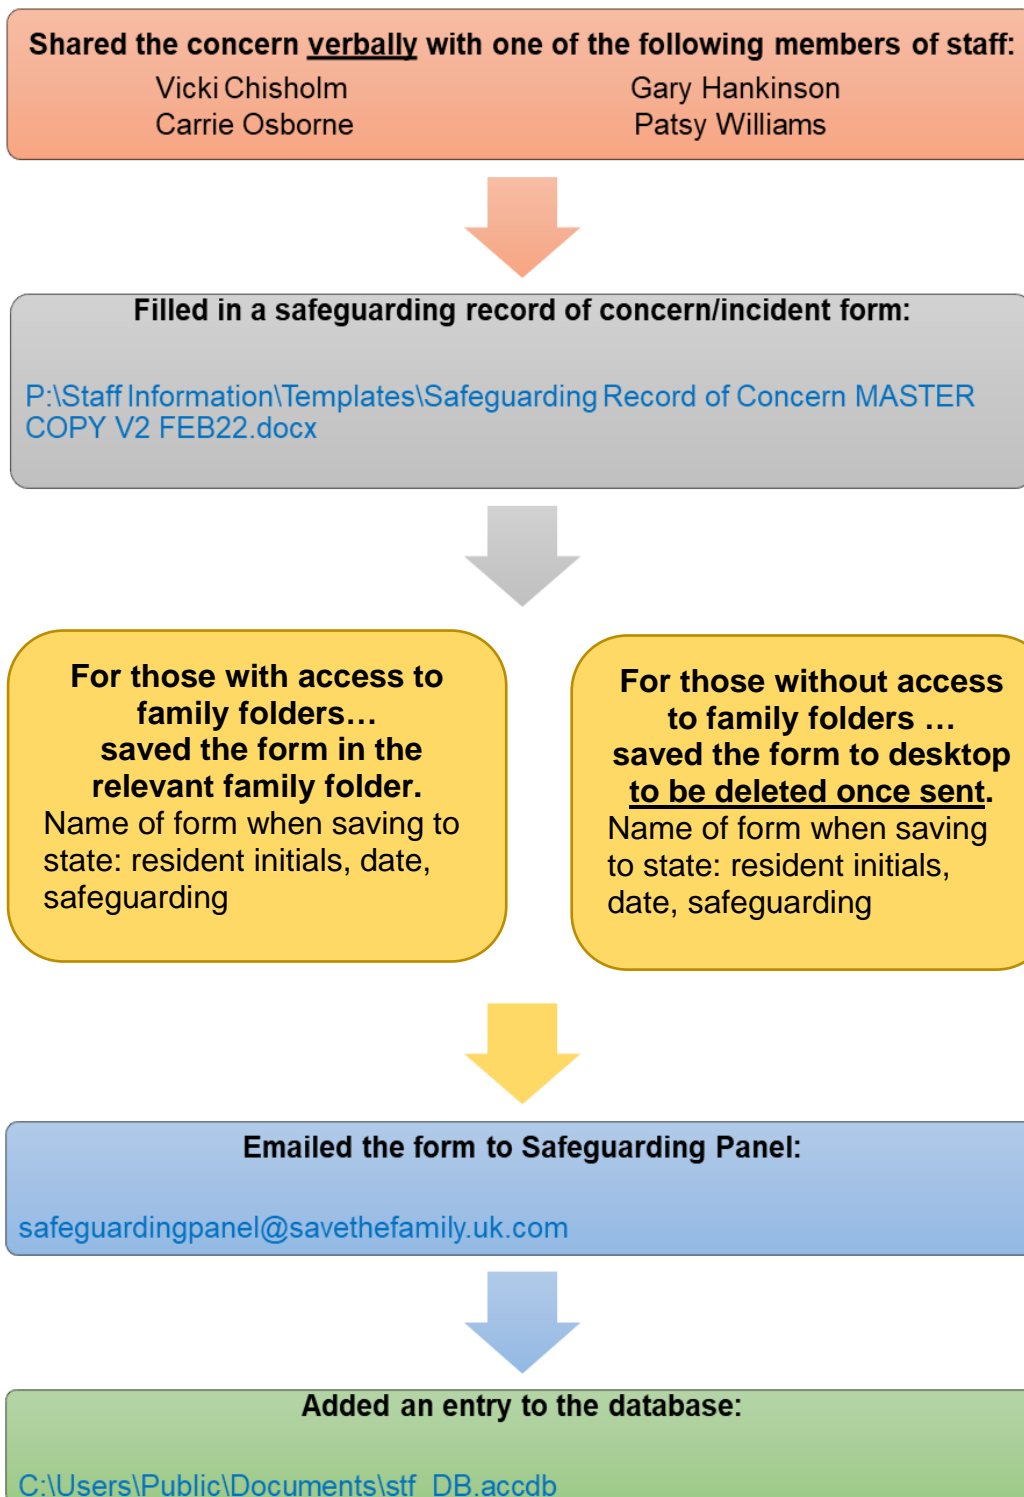 Shared the concern verbally with one of the following members of staff:
Vicki Chisholm Gary Hankinson
Carrie Osborne Patsy Williams
Filled in a safeguarding record of concern/incident form:
P:\Staff Information\Templates\Safeguarding Record of Concern MASTER
COPY V2 FEB22.docx
For those with access to
family folders…
saved the form in the
relevant family folder.
Name of form when saving to
state: resident initials, date,
safeguarding
For those without access
to family folders …
saved the form to desktop
to be deleted once sent.
Name of form when saving
to state: resident initials,
date, safeguarding
Emailed the form to Safeguarding Panel:
safeguardingpanel@savethefamily.uk.com
Added an entry to the database:
C:\Users\Public\Documents\stf_DB.accdb